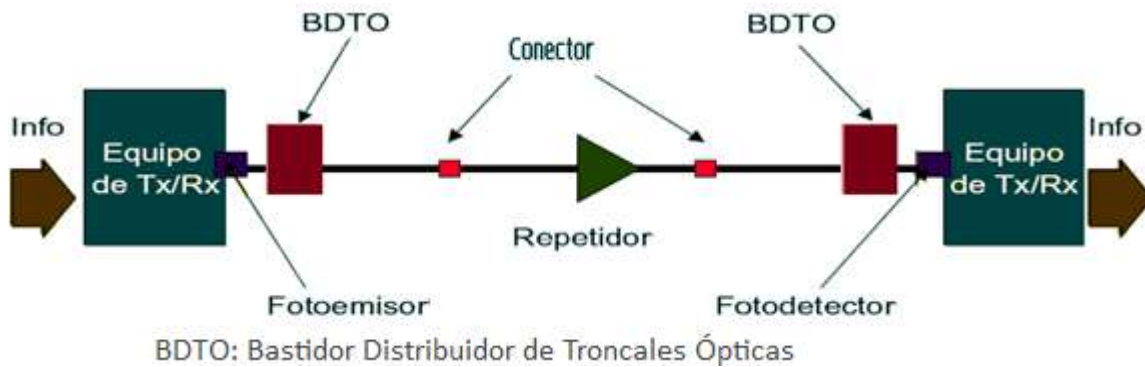 BDTO
BDTO
Conector
Info
Info
Equipo
de Tx/Rx
Equipo
de Tx/Rx
Repetidor
Fotoemisor
Fotodetector
BDTO: Bastidor Distribuidor de Troncales Ópticas